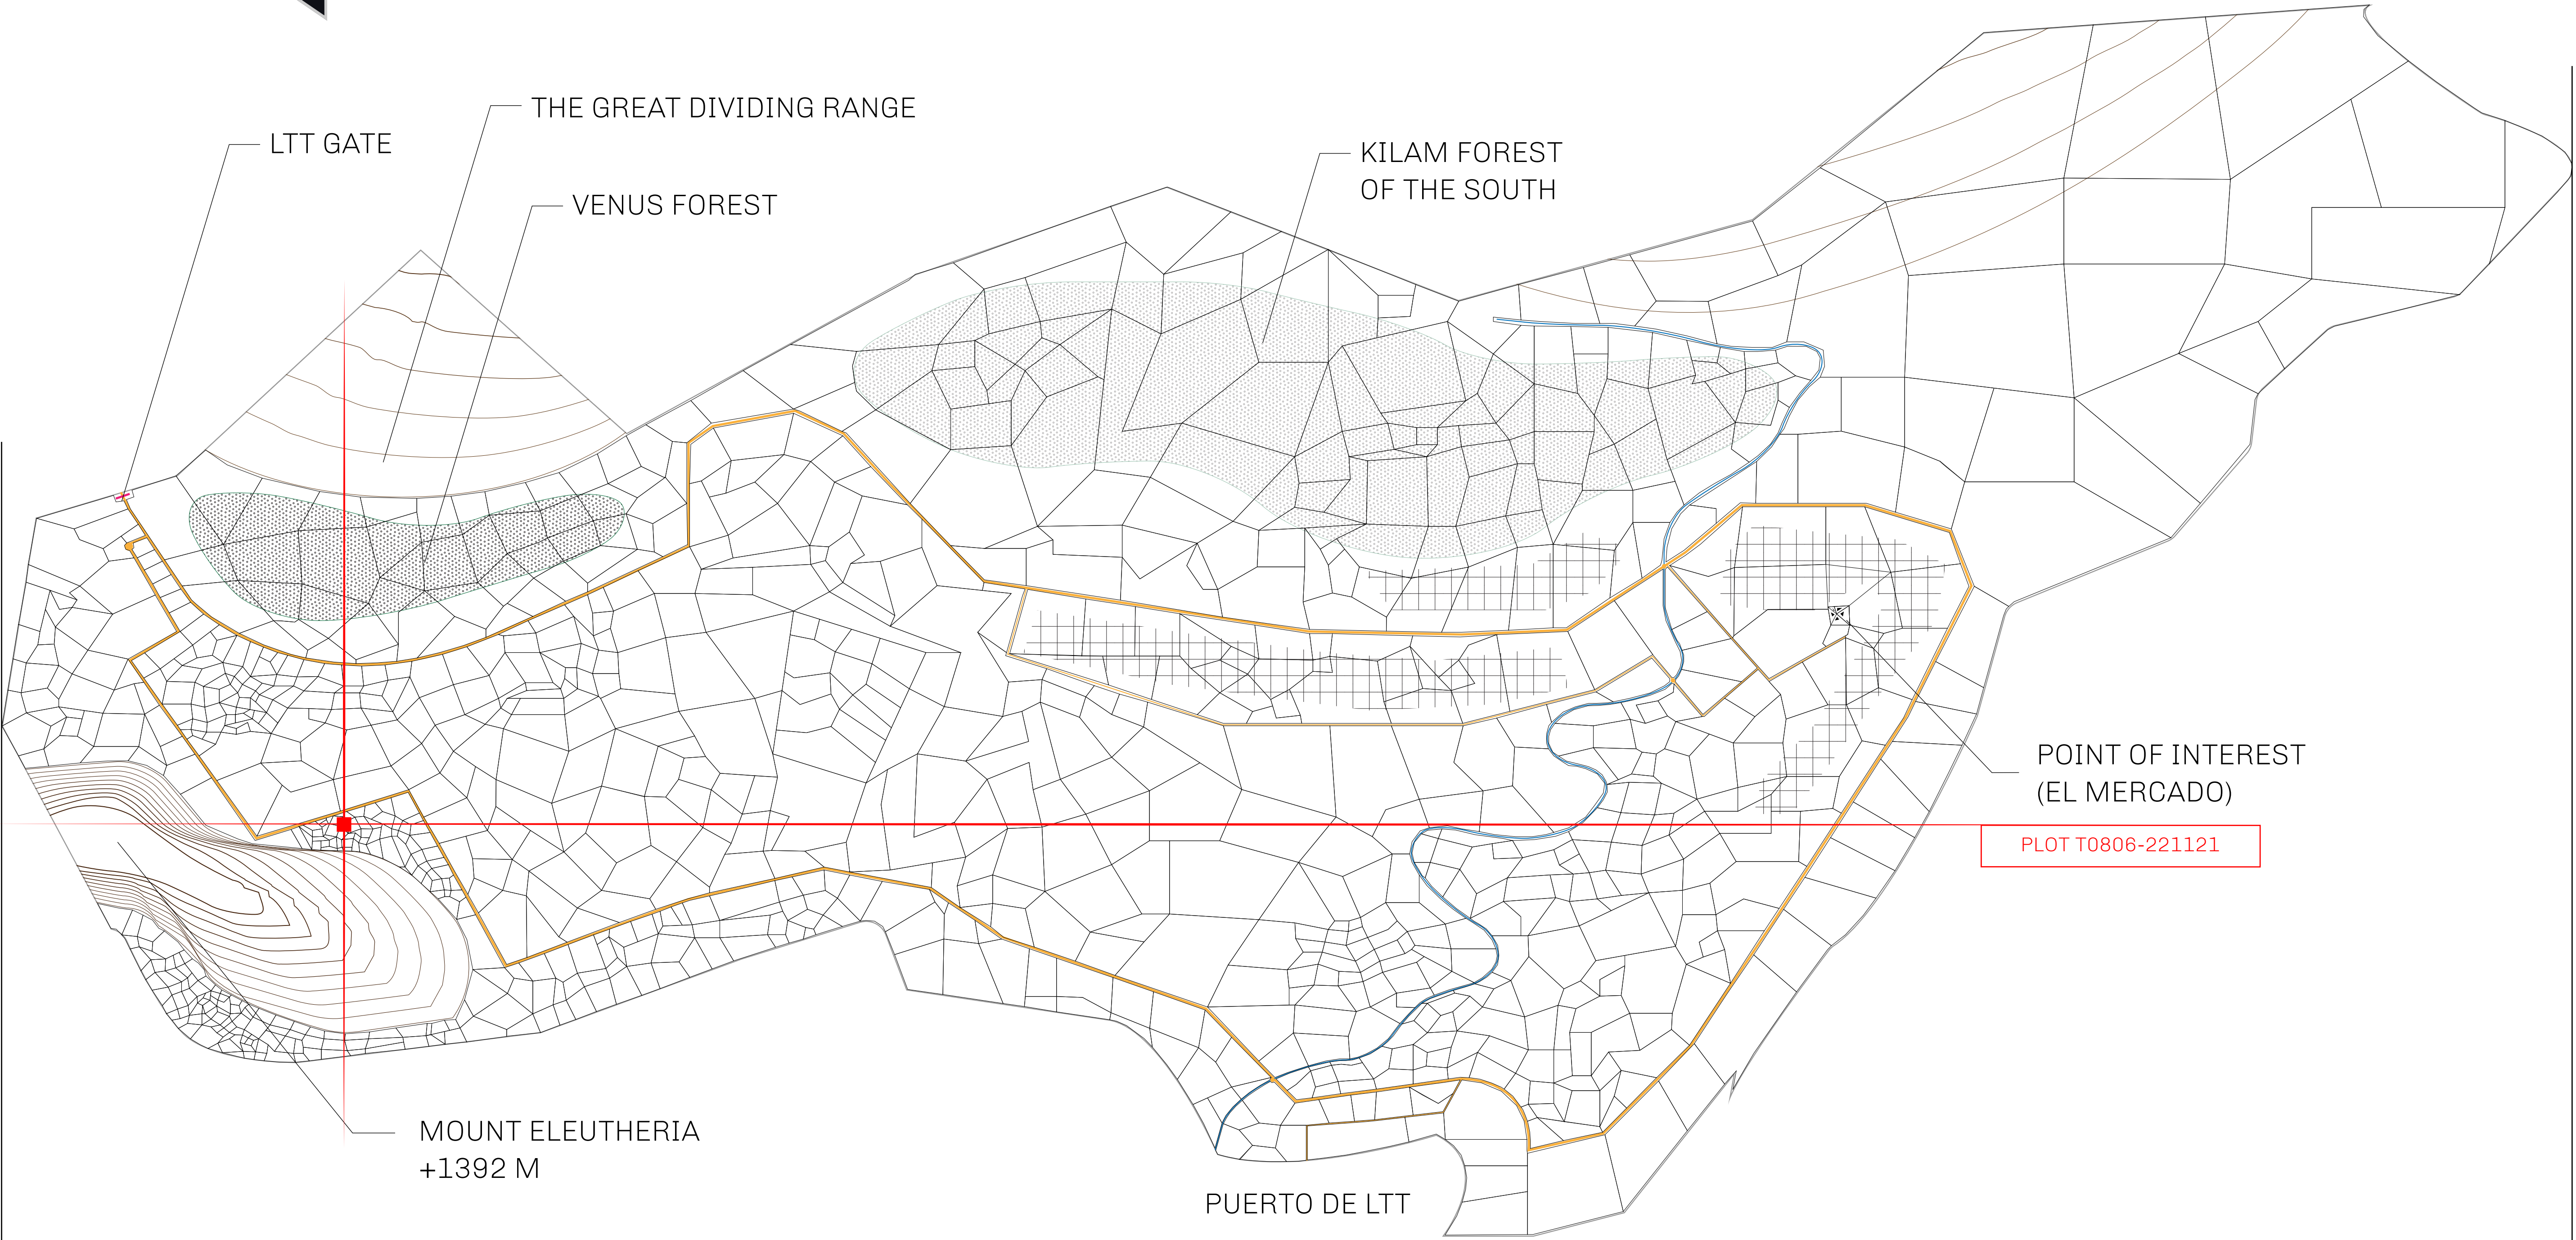 THE GREAT DIVIDING RANGE
LTT GATE
VENUS FOREST
KILAM FOREST
OF THE SOUTH
POINT OF INTEREST
(EL MERCADO)
PLOT T0806-221121
MOUNT ELEUTHERIA
+1392 M
PUERTO DE LTT